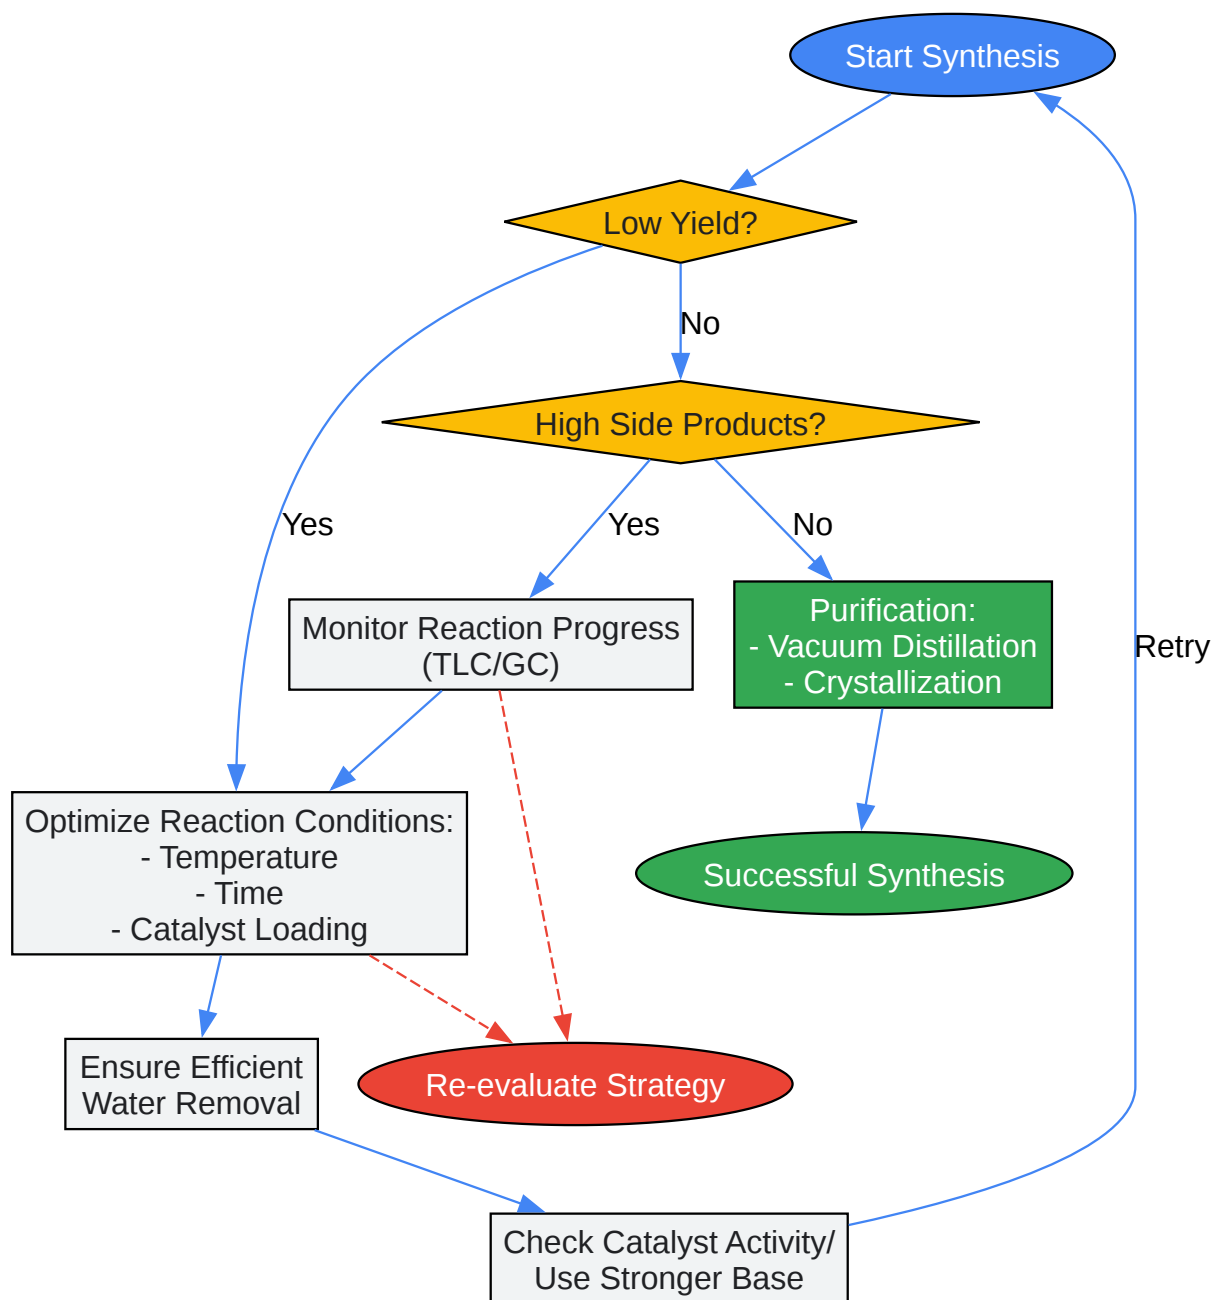 Start Synthesis
Low Yield?
No
High Side Products?
Yes
Yes
No
Monitor Reaction Progress
(TLC/GC)
Purification:
- Vacuum Distillation
- Crystallization
Retry
Optimize Reaction Conditions:
- Temperature
- Time
- Catalyst Loading
Successful Synthesis
Ensure Efficient
Water Removal
Re-evaluate Strategy
Check Catalyst Activity/
Use Stronger Base